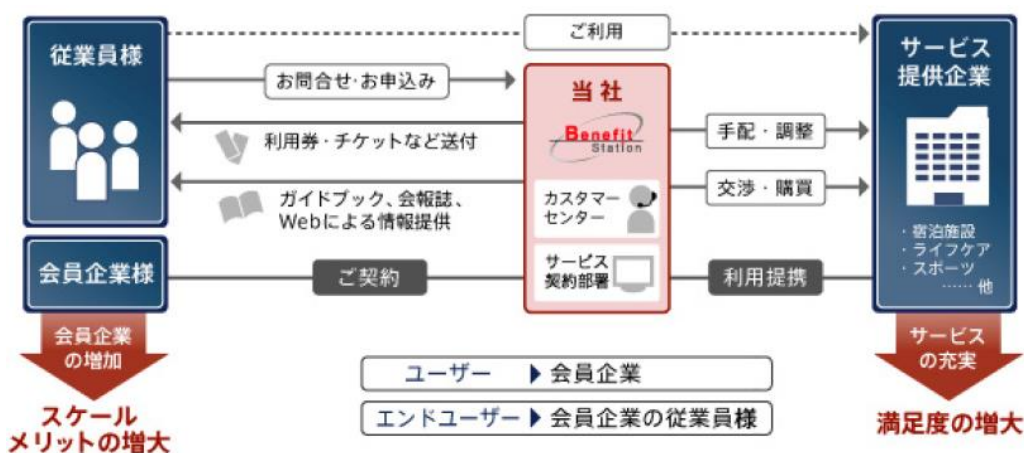 従業員様
ご利用
サービス
提供企業
お問合せ・お申込み
当社
Benefit
Station
利用券・チケットなど送付
手配・調整
ガイドブック、会報誌、
Webによる情報提供
カスタマー
センター
交渉・購買
・宿泊施設
・ライフケア
・スポーツ
……他
会員企業様
ご契約
サービス
契約部署
利用提携
会員企業
の増加
サービス
の充実
スケール
メリットの増大
満足度の増大
ユーザー ▶ 会員企業
エンドユーザー ▶ 会員企業の従業員様